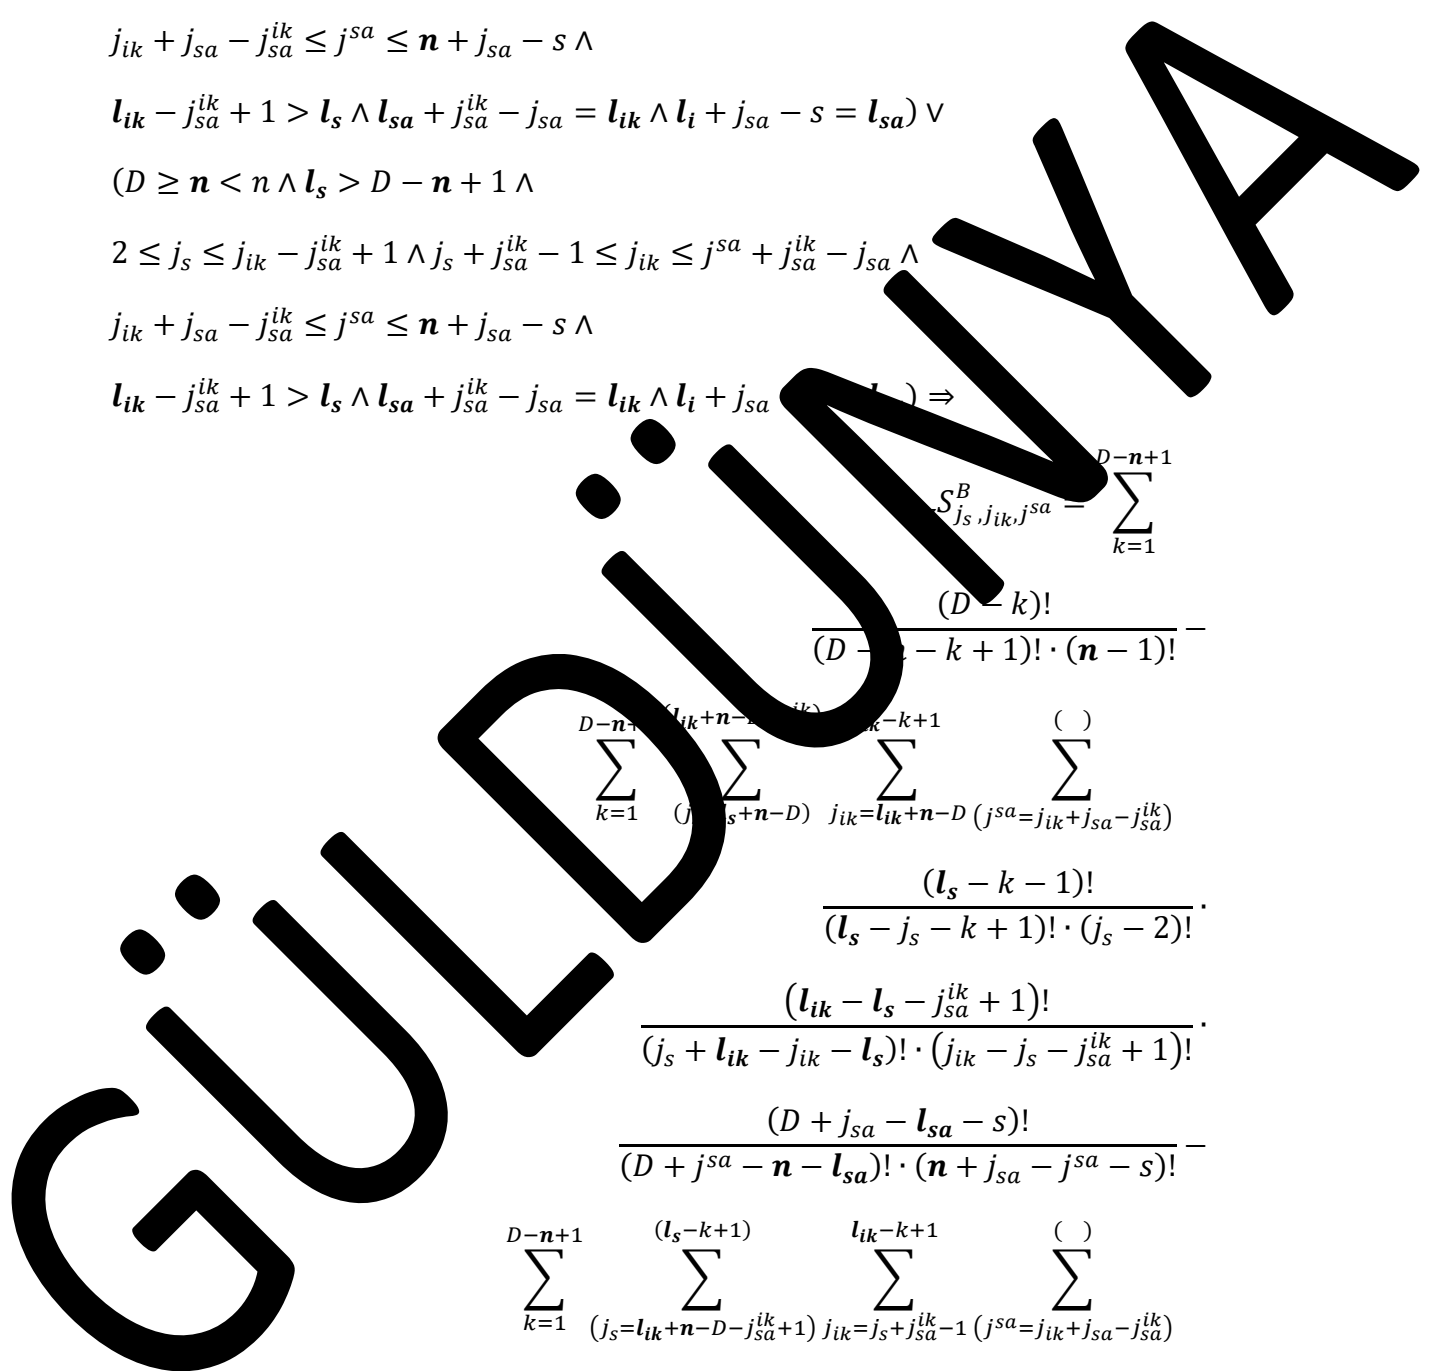 j_{ik} + j_{sa} − j_{sa}^{ik} ≤ j^{sa} ≤ n + j_{sa} − s ∧
l_{ik} − j_{sa}^{ik} + 1 > l_s ∧ l_{sa} + j_{sa}^{ik} − j_{sa} = l_{ik} ∧ l_i + j_{sa} − s = l_{sa}) ∨
(D ≥ n < n ∧ l_s > D − n + 1 ∧
2 ≤ j_s ≤ j_{ik} − j_{sa}^{ik} + 1 ∧ j_s + j_{sa}^{ik} − 1 ≤ j_{ik} ≤ j^{sa} + j_{sa}^{ik} − j_{sa} ∧
j_{ik} + j_{sa} − j_{sa}^{ik} ≤ j^{sa} ≤ n + j_{sa} − s ∧
l_{ik} − j_{sa}^{ik} + 1 > l_s ∧ l_{sa} + j_{sa}^{ik} − j_{sa} = l_{ik} ∧ l_i + j_{sa} ) ⇒
S^B_{j_s, j_{ik}, j^{sa}} = ∑_{k=1}^{D−n+1}
(D − k)!
(D − n − k + 1)! · (n − 1)! −
∑_{k=1} ∑ ∑_{j_{ik}=l_{ik}+n−D} ∑_{(j^{sa}=j_{ik}+j_{sa}−j_{sa}^{ik})}^{( )}
(l_s − k − 1)!
(l_s − j_s − k + 1)! · (j_s − 2)! ·
(l_{ik} − l_s − j_{sa}^{ik} + 1)!
(j_s + l_{ik} − j_{ik} − l_s)! · (j_{ik} − j_s − j_{sa}^{ik} + 1)! ·
(D + j_{sa} − l_{sa} − s)!
(D + j^{sa} − n − l_{sa})! · (n + j_{sa} − j^{sa} − s)! −
∑_{k=1}^{D−n+1} ∑_{(j_s=l_{ik}+n−D−j_{sa}^{ik}+1)}^{(l_s−k+1)} ∑_{j_{ik}=j_s+j_{sa}^{ik}−1}^{l_{ik}−k+1} ∑_{(j^{sa}=j_{ik}+j_{sa}−j_{sa}^{ik})}^{( )}
GÜLDÜNYA